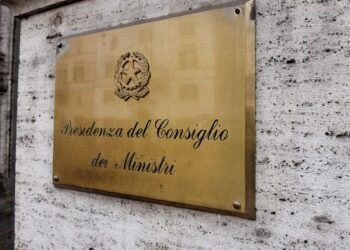 Presidenza del Consiglio
dei Ministri